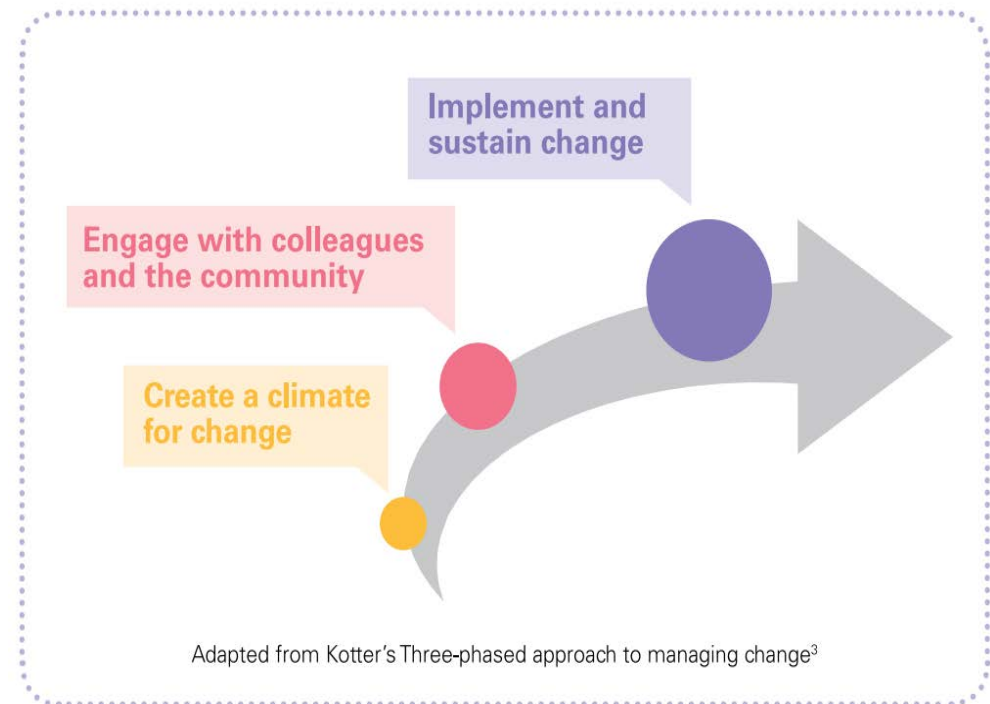 Implement and
sustain change
Engage with colleagues
and the community
Create a climate
for change
Adapted from Kotter's Three-phased approach to managing change³